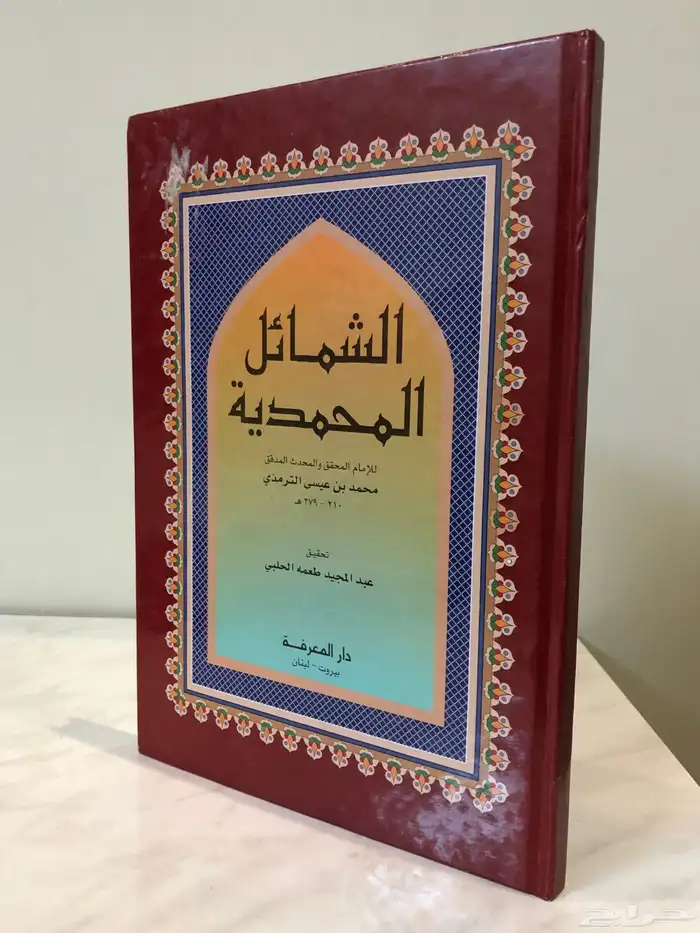 الشمائل
المحمدية
للإمام المحقق والمحدث المدقق
محمد بن عيسى الترمذي
٢١٠ - ٢٧٩ هـ
تحقيق
عبد المجيد طعمه الحلبي
دار المعرفة
بيروت - لبنان
حراج